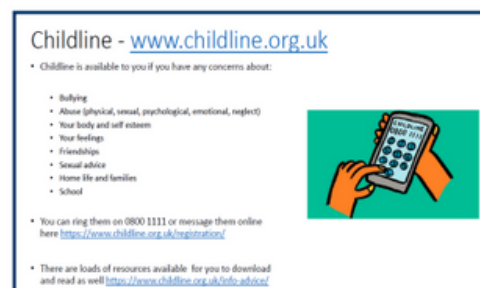 Childline - www.childline.org.uk
• Childline is available to you if you have any concerns about:
• Bullying
• Abuse (physical, sexual, psychological, emotional, neglect)
• Your body and self esteem
• Your feelings
• Friendships
• Sexual advice
• Home life and families
• School
• You can ring them on 0800 1111 or message them online
here https://www.childline.org.uk/registration/
• There are loads of resources available for you to download
and read as well https://www.childline.org.uk/info-advice/
CHILDLINE
0800 1111